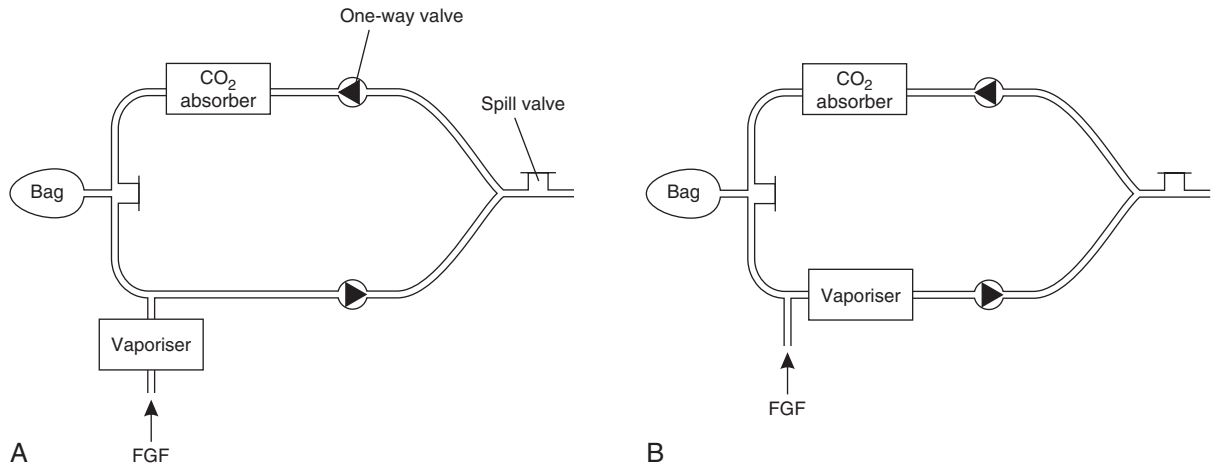 One-way valve
CO2
absorber
Spill valve
Bag
Vaporiser
FGF
A
CO2
absorber
Bag
Vaporiser
FGF
B